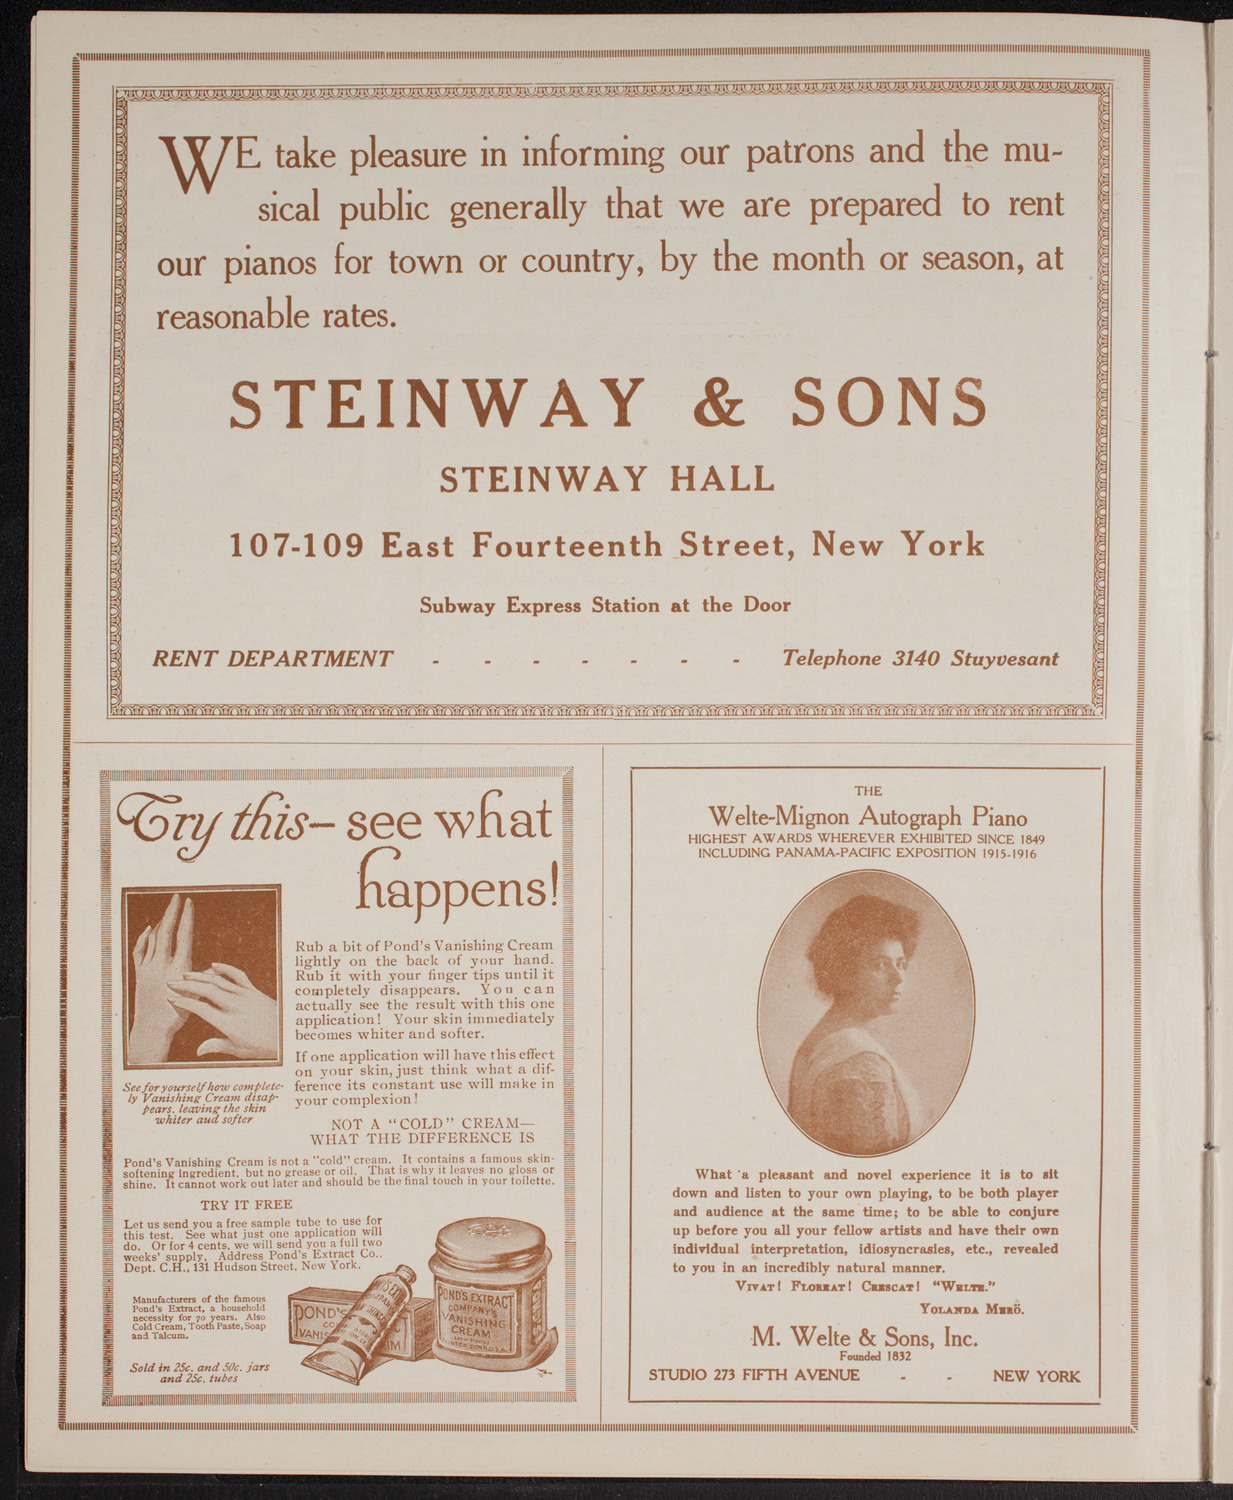 WE take pleasure in informing our patrons and the mu-
sical public generally that we are prepared to rent
our pianos for town or country, by the month or season, at
reasonable rates.
STEINWAY & SONS
STEINWAY HALL
107-109 East Fourteenth Street, New York
Subway Express Station at the Door
RENT DEPARTMENT - - - - - - - Telephone 3140 Stuyvesant
Try this—see what
happens!
Rub a bit of Pond's Vanishing Cream
lightly on the back of your hand.
Rub it with your finger tips until it
completely disappears. You can
actually see the result with this one
application! Your skin immediately
becomes whiter and softer.
If one application will have this effect
on your skin, just think what a dif-
ference its constant use will make in
your complexion!
See for yourself how complete-
ly Vanishing Cream disap-
pears, leaving the skin
whiter and softer
NOT A "COLD" CREAM—
WHAT THE DIFFERENCE IS
Pond's Vanishing Cream is not a "cold" cream. It contains a famous skin-
softening ingredient, but no grease or oil. That is why it leaves no gloss or
shine. It cannot work out later and should be the final touch in your toilette.
TRY IT FREE
Let us send you a free sample tube to use for
this test. See what just one application will
do. Or for 4 cents, we will send you a full two
weeks' supply. Address Pond's Extract Co..
Dept. C.H., 131 Hudson Street, New York.
Manufacturers of the famous
Pond's Extract, a household
necessity for 70 years. Also
Cold Cream, Tooth Paste, Soap
and Talcum.
Sold in 25c. and 50c. jars
and 25c. tubes
POND'S
VANIS
POND'S EXTRACT
COMPANY'S
VANISHING
CREAM
THE
Welte-Mignon Autograph Piano
HIGHEST AWARDS WHEREVER EXHIBITED SINCE 1849
INCLUDING PANAMA-PACIFIC EXPOSITION 1915-1916
What a pleasant and novel experience it is to sit
down and listen to your own playing, to be both player
and audience at the same time; to be able to conjure
up before you all your fellow artists and have their own
individual interpretation, idiosyncrasies, etc., revealed
to you in an incredibly natural manner.
VIVAT! FLOREAT! CRESCAT! "WELTE."
YOLANDA MERÖ.
M. Welte & Sons, Inc.
Founded 1832
STUDIO 273 FIFTH AVENUE - - NEW YORK